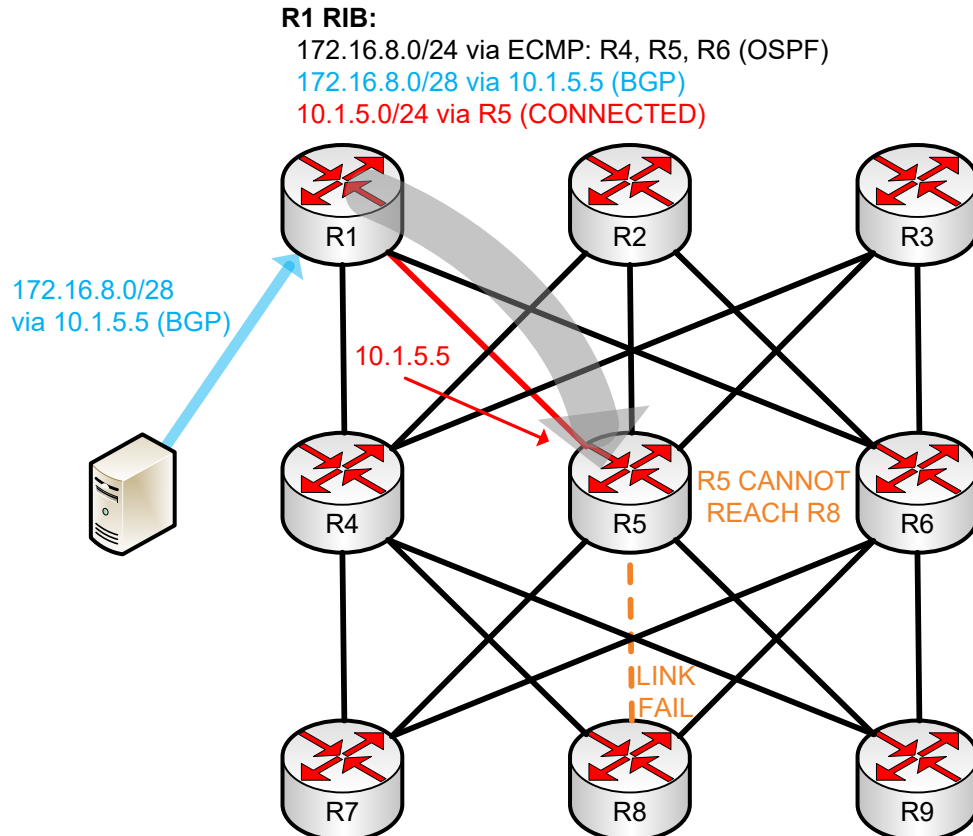 R1 RIB:
172.16.8.0/24 via ECMP: R4, R5, R6 (OSPF)
172.16.8.0/28 via 10.1.5.5 (BGP)
10.1.5.0/24 via R5 (CONNECTED)
R1
R2
R3
172.16.8.0/28
via 10.1.5.5 (BGP)
10.1.5.5
R5 CANNOT
REACH R8
R4
R5
R6
LINK
FAIL
R7
R8
R9